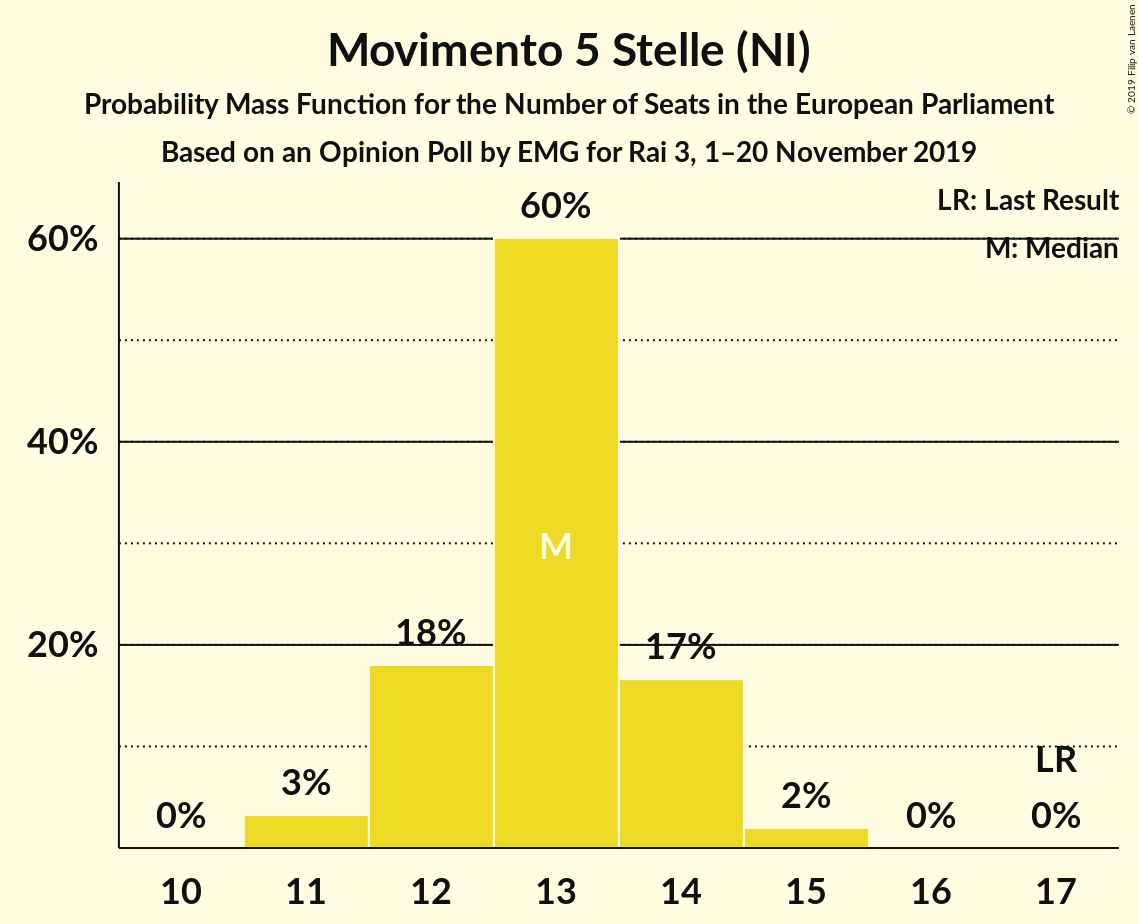 Movimento 5 Stelle (NI)
Probability Mass Function for the Number of Seats in the European Parliament
Based on an Opinion Poll by EMG for Rai 3, 1–20 November 2019
© 2019 Filip van Laenen
LR: Last Result
M: Median
60%
40%
20%
0%
3%
18%
60%
M
17%
2%
0%
LR
0%
10 11 12 13 14 15 16 17